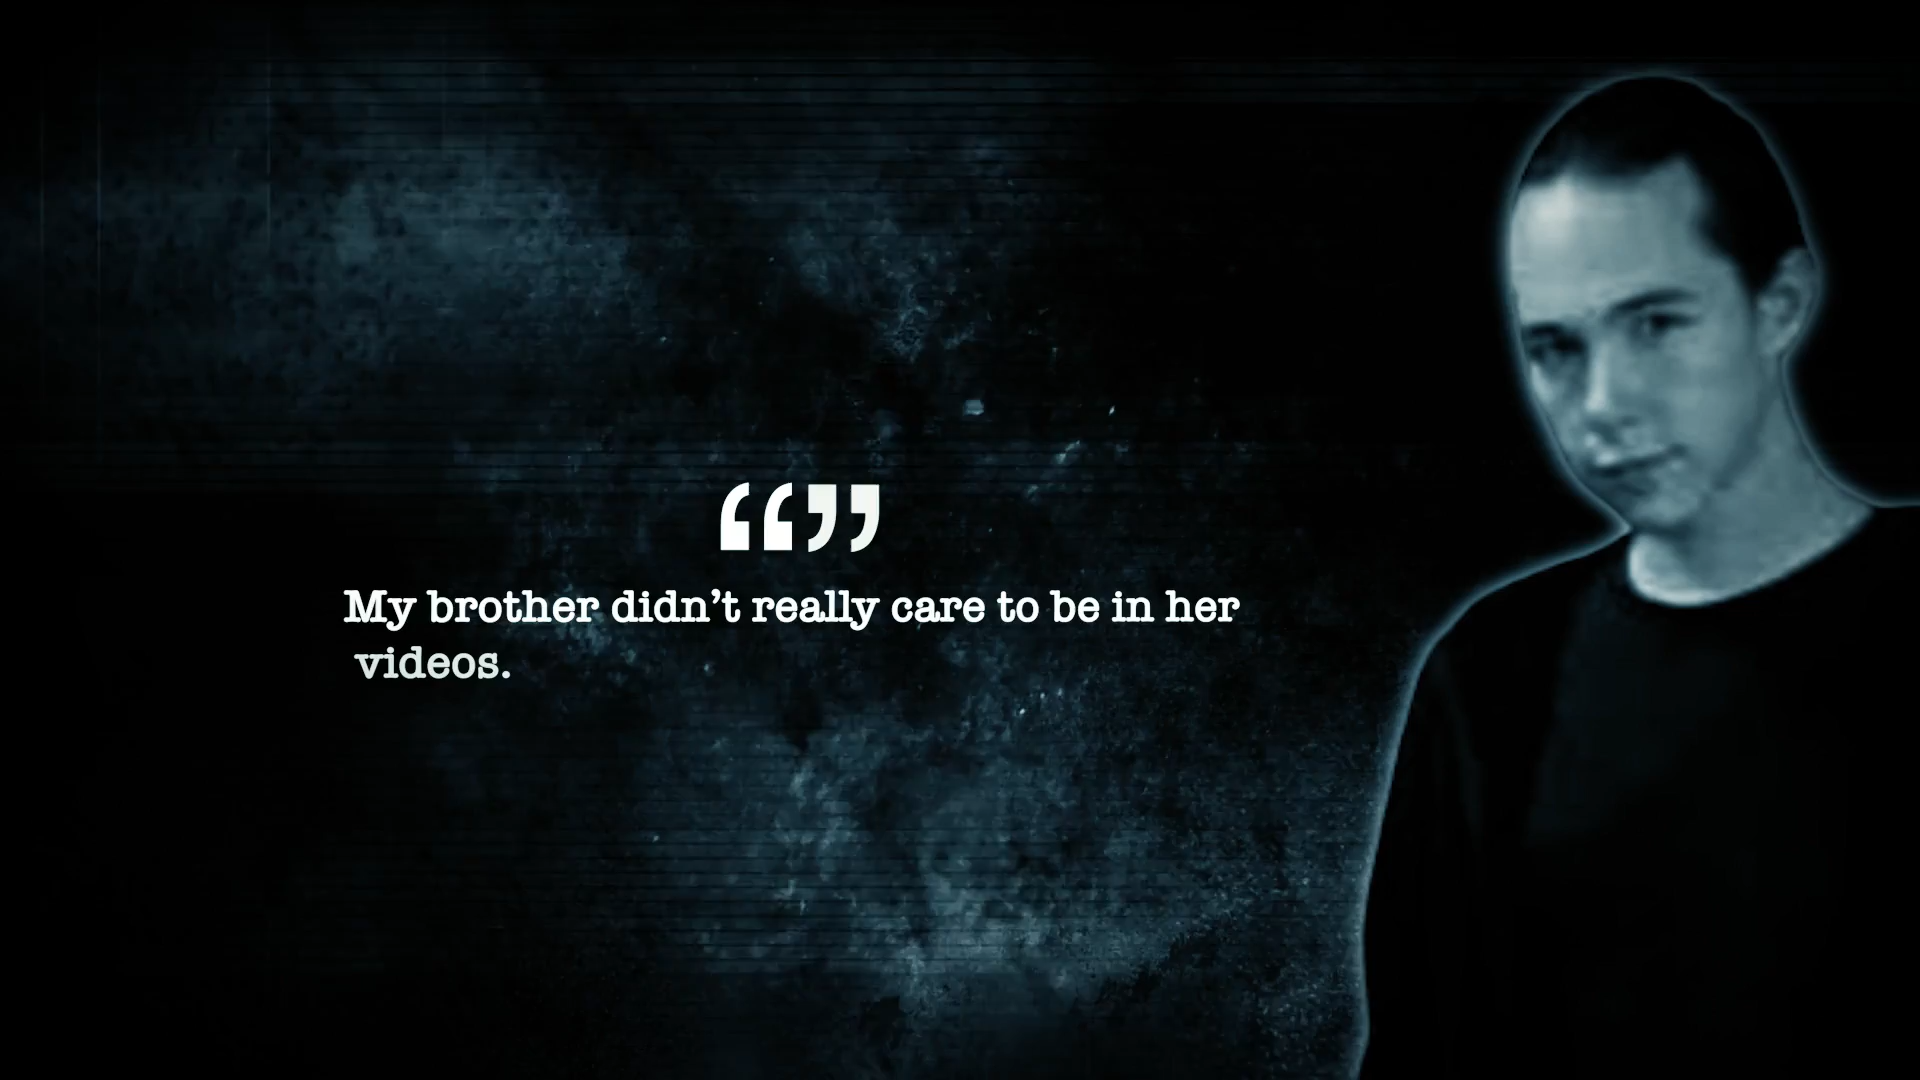 “”
My brother didn’t really care to be in her
videos.